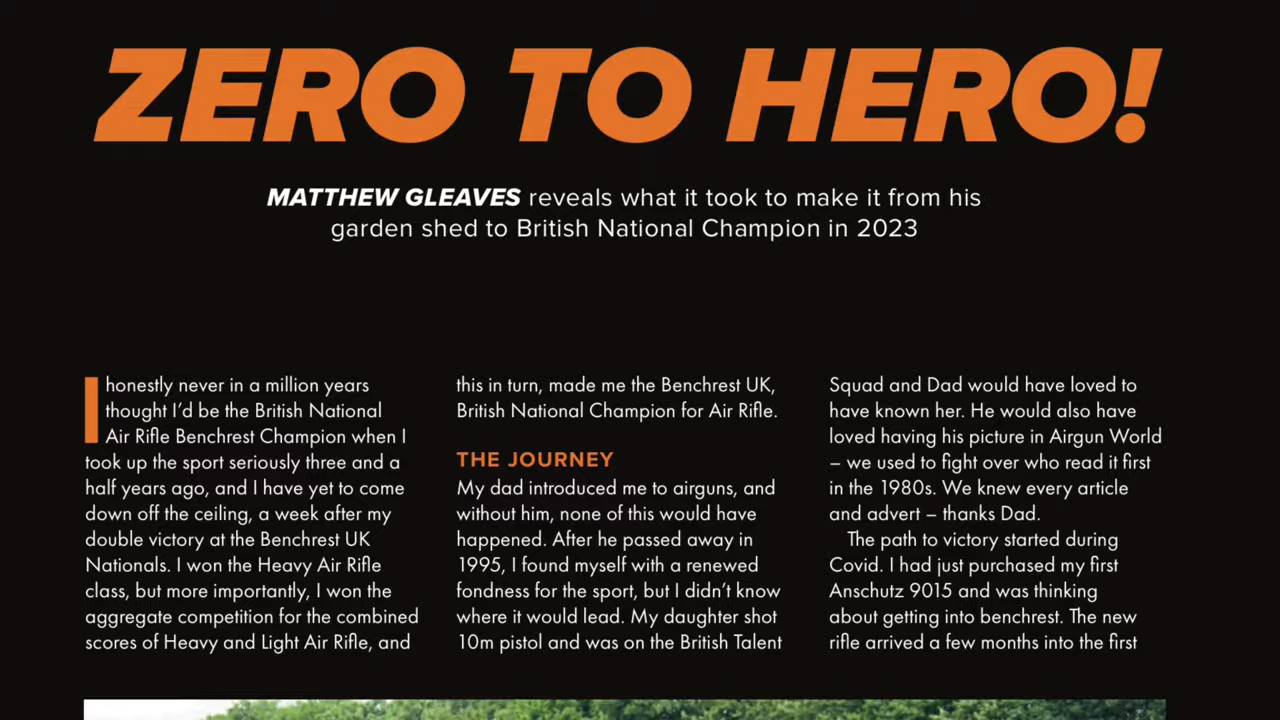 ZERO TO HERO!
MATTHEW GLEAVES reveals what it took to make it from his
garden shed to British National Champion in 2023
I honestly never in a million years
thought I'd be the British National
Air Rifle Benchrest Champion when I
took up the sport seriously three and a
half years ago, and I have yet to come
down off the ceiling, a week after my
double victory at the Benchrest UK
Nationals. I won the Heavy Air Rifle
class, but more importantly, I won the
aggregate competition for the combined
scores of Heavy and Light Air Rifle, and
this in turn, made me the Benchrest UK,
British National Champion for Air Rifle.
THE JOURNEY
My dad introduced me to airguns, and
without him, none of this would have
happened. After he passed away in
1995, I found myself with a renewed
fondness for the sport, but I didn't know
where it would lead. My daughter shot
10m pistol and was on the British Talent
Squad and Dad would have loved to
have known her. He would also have
loved having his picture in Airgun World
– we used to fight over who read it first
in the 1980s. We knew every article
and advert – thanks Dad.
The path to victory started during
Covid. I had just purchased my first
Anschutz 9015 and was thinking
about getting into benchrest. The new
rifle arrived a few months into the first